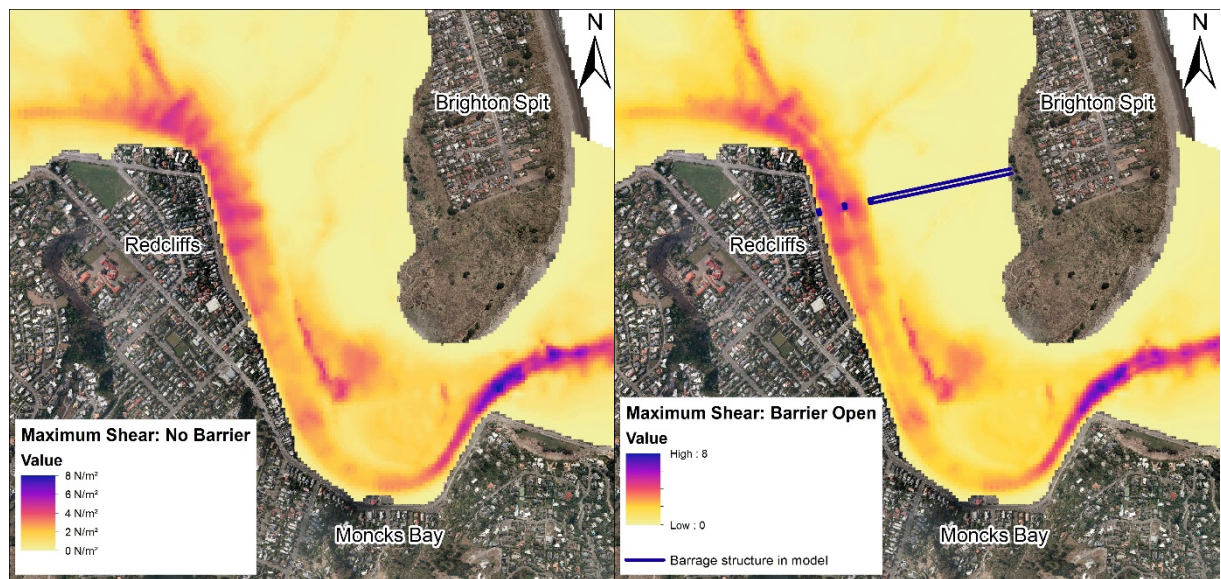 N
Brighton Spit
Redcliffs
Moncks Bay
Maximum Shear: No Barrier
Value
8 N/m²
6 N/m²
4 N/m²
2 N/m²
0 N/m²
N
Brighton Spit
Redcliffs
Moncks Bay
Maximum Shear: Barrier Open
Value
High : 8
Low : 0
Barrage structure in model